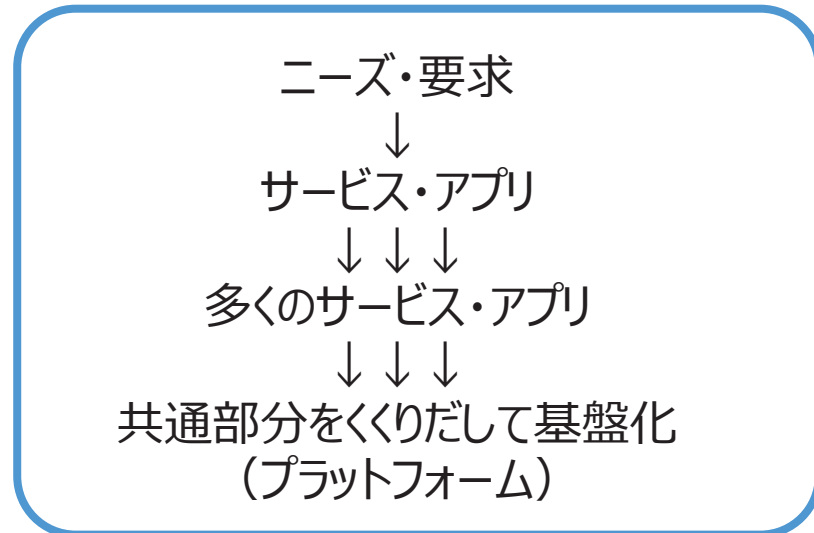 ニーズ・要求
↓
サービス・アプリ
↓ ↓ ↓
多くのサービス・アプリ
↓ ↓ ↓
共通部分をくくりだして基盤化
（プラットフォーム）